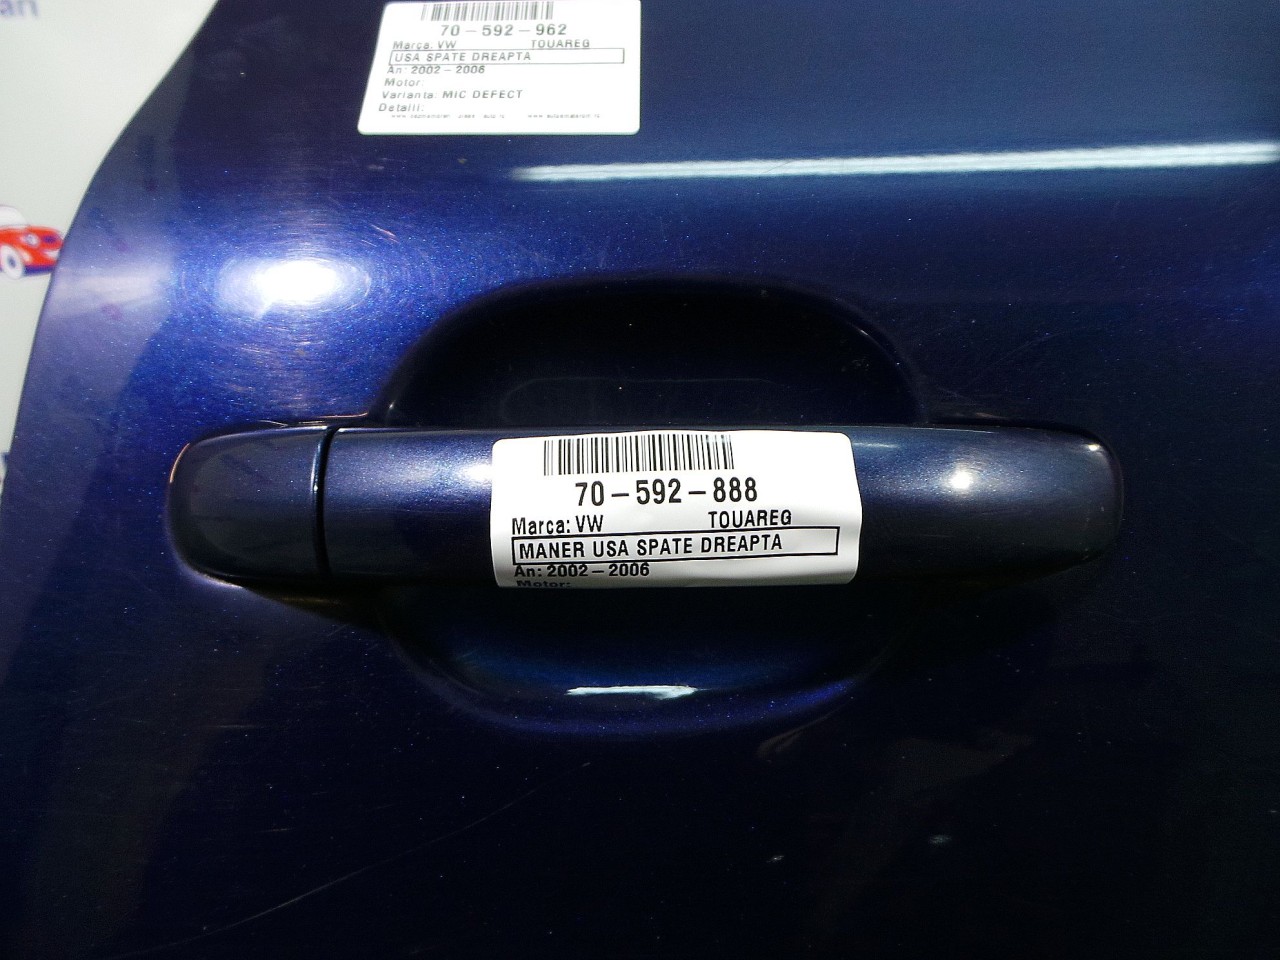 70-592-962
Marca: VW TOUAREG
USA SPATE DREAPTA
An: 2002-2006
Motor:
Varianta: MIC DEFECT
Detalii:
70-592-888
Marca: VW TOUAREG
MANER USA SPATE DREAPTA
An: 2002-2006
Motor: